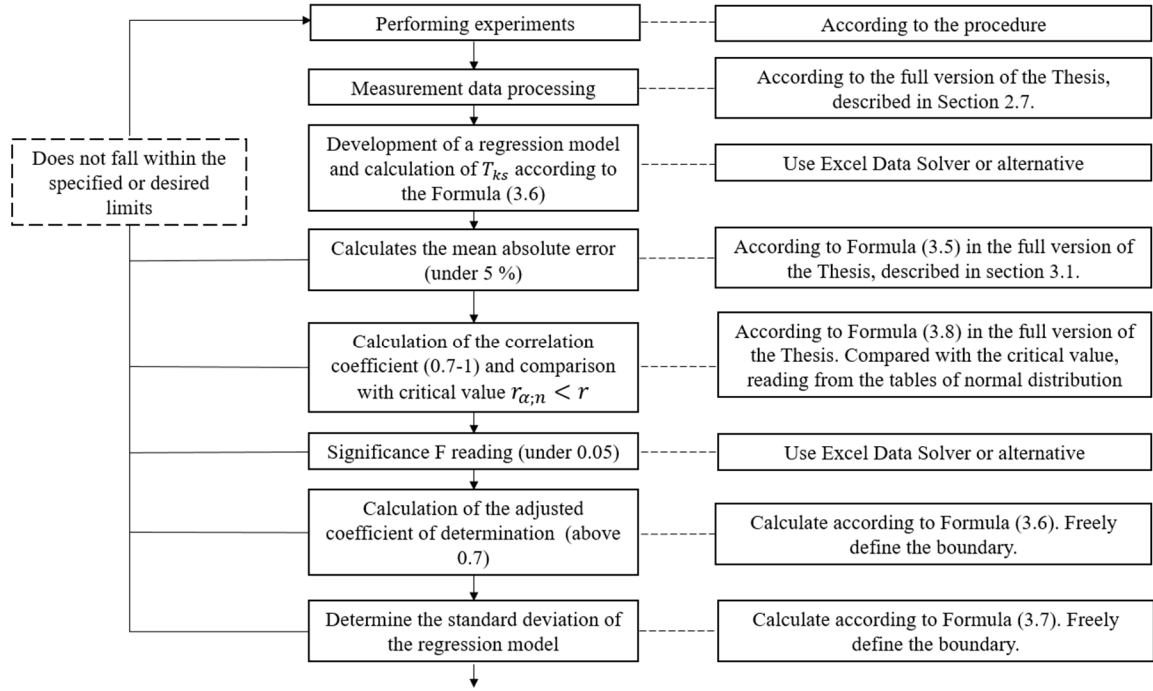 Performing experiments
According to the procedure
Measurement data processing
According to the full version of the Thesis,
described in Section 2.7.
Does not fall within the
specified or desired
limits
Development of a regression model
and calculation of T_{ks} according to
the Formula (3.6)
Use Excel Data Solver or alternative
Calculates the mean absolute error
(under 5 %)
According to Formula (3.5) in the full version of
the Thesis, described in section 3.1.
Calculation of the correlation
coefficient (0.7-1) and comparison
with critical value r_{α;n} < r
According to Formula (3.8) in the full version of
the Thesis. Compared with the critical value,
reading from the tables of normal distribution
Significance F reading (under 0.05)
Use Excel Data Solver or alternative
Calculation of the adjusted
coefficient of determination (above
0.7)
Calculate according to Formula (3.6). Freely
define the boundary.
Determine the standard deviation of
the regression model
Calculate according to Formula (3.7). Freely
define the boundary.